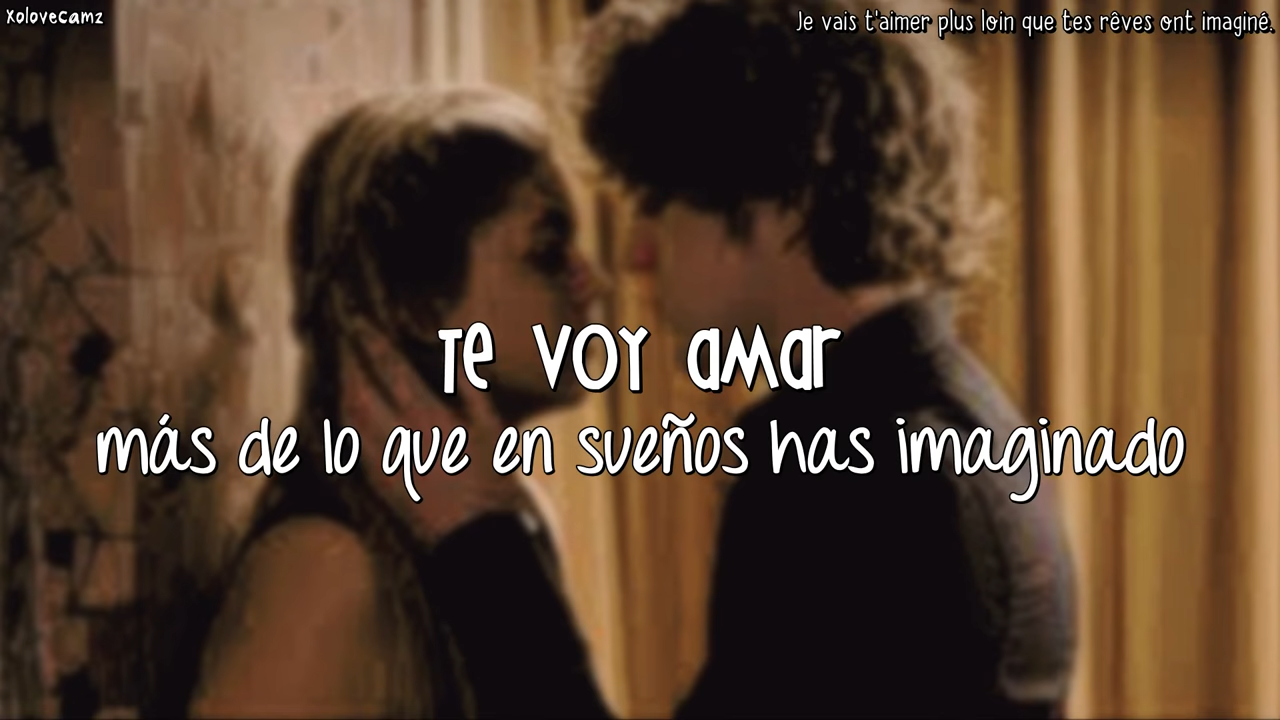 XoloveCamz
Je vais t'aimer plus loin que tes rêves ont imaginé.
Te voy amar
más de lo que en sueños has imaginado